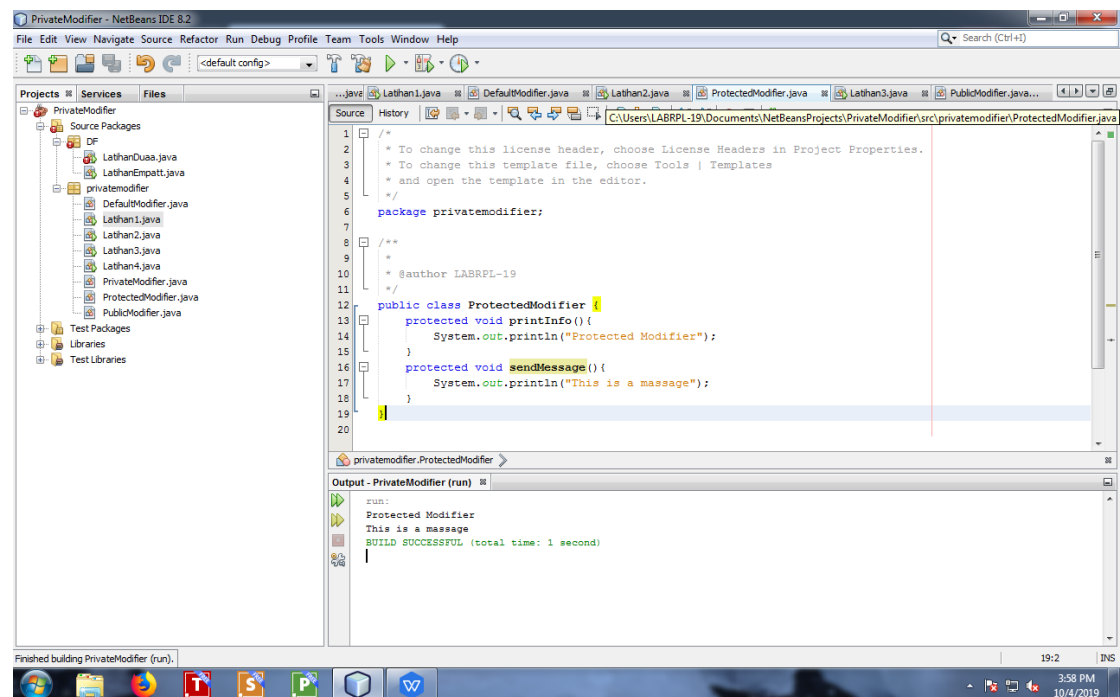 PrivateModifier - NetBeans IDE 8.2
File Edit View Navigate Source Refactor Run Debug Profile Team Tools Window Help
Search (Ctrl+I)
<default config>
Projects Services Files
...java Latihan1.java DefaultModifier.java Latihan2.java ProtectedModifier.java Latihan3.java PublicModifier.java...
Source History
C:\Users\LABRPL-19\Documents\NetBeansProjects\PrivateModifier\src\privatemodifier\ProtectedModifier.java
PrivateModifier
Source Packages
DF
LatihanDuaa.java
LatihanEmpatt.java
privatemodifier
DefaultModifier.java
Latihan1.java
Latihan2.java
Latihan3.java
Latihan4.java
PrivateModifier.java
ProtectedModifier.java
PublicModifier.java
Test Packages
Libraries
Test Libraries
1 /*
2 * To change this license header, choose License Headers in Project Properties.
3 * To change this template file, choose Tools | Templates
4 * and open the template in the editor.
5 */
6 package privatemodifier;
7
8 /**
9 *
10 * @author LABRPL-19
11 */
12 public class ProtectedModifier {
13 protected void printInfo(){
14 System.out.println("Protected Modifier");
15 }
16 protected void sendMessage(){
17 System.out.println("This is a massage");
18 }
19 }
20
privatemodifier.ProtectedModifier
Output - PrivateModifier (run)
run:
Protected Modifier
This is a massage
BUILD SUCCESSFUL (total time: 1 second)
Finished building PrivateModifier (run).
19:2 INS
T S P W
3:58 PM
10/4/2019